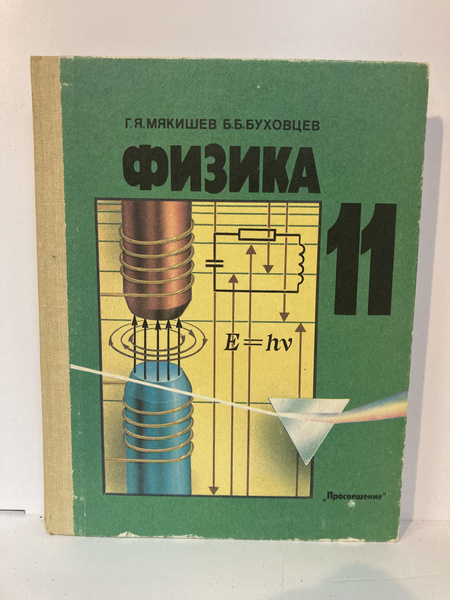 Г.Я.МЯКИШЕВ Б.Б.БУХОВЦЕВ
ФИЗИКА
11
E=hν
„Просвещение"